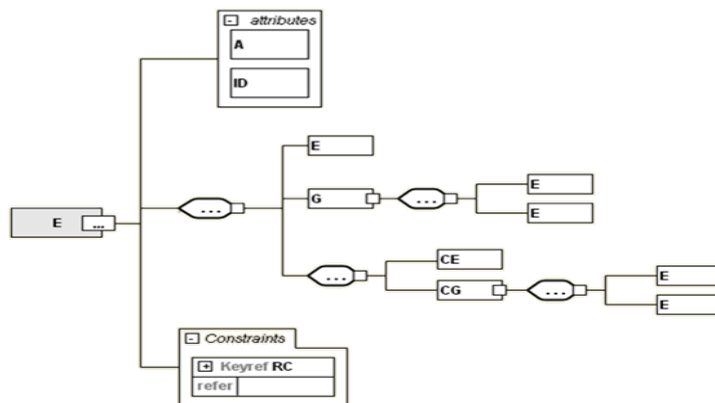 attributes
A
ID
E
G
E
E
E ...
...
...
...
CE
CG
...
E
E
Constraints
Keyref RC
refer